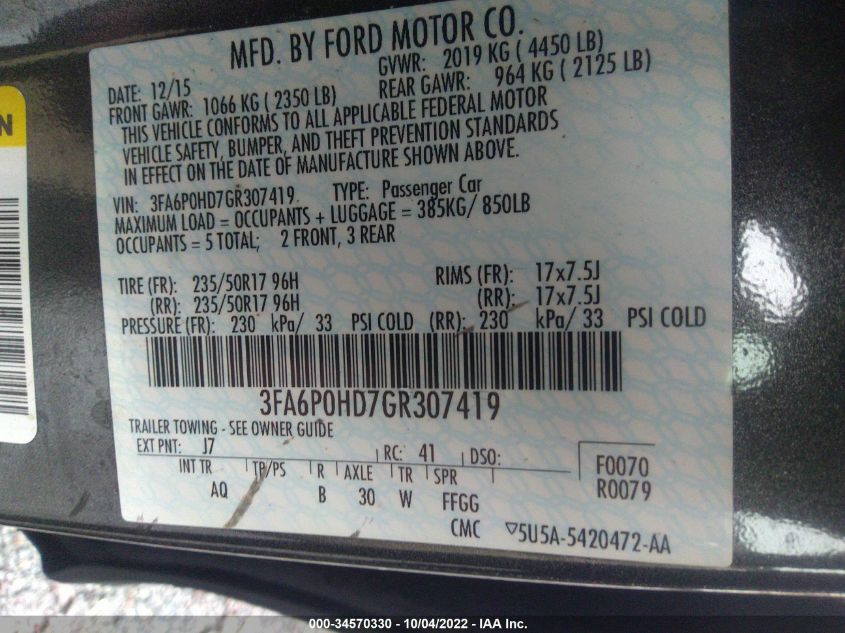 MFD. BY FORD MOTOR CO.
DATE: 12/15 GVWR: 2019 KG ( 4450 LB)
FRONT GAWR: 1066 KG ( 2350 LB) REAR GAWR: 964 KG ( 2125 LB)
THIS VEHICLE CONFORMS TO ALL APPLICABLE FEDERAL MOTOR
VEHICLE SAFETY, BUMPER, AND THEFT PREVENTION STANDARDS
IN EFFECT ON THE DATE OF MANUFACTURE SHOWN ABOVE.
VIN: 3FA6P0HD7GR307419 TYPE: Passenger Car
MAXIMUM LOAD = OCCUPANTS + LUGGAGE = 385KG/ 850LB
OCCUPANTS = 5 TOTAL; 2 FRONT, 3 REAR
TIRE (FR): 235/50R17 96H RIMS (FR): 17x7.5J
(RR): 235/50R17 96H (RR): 17x7.5J
PRESSURE (FR): 230 kPa/ 33 PSI COLD (RR): 230 kPa/ 33 PSI COLD
3FA6P0HD7GR307419
TRAILER TOWING - SEE OWNER GUIDE
EXT PNT: J7 RC: 41 DSO:
INT TR TP/PS R AXLE TR SPR
AQ B 30 W FFGG
F0070
R0079
CMC ▽5U5A-5420472-AA
N
000-34570330 - 10/04/2022 - IAA Inc.